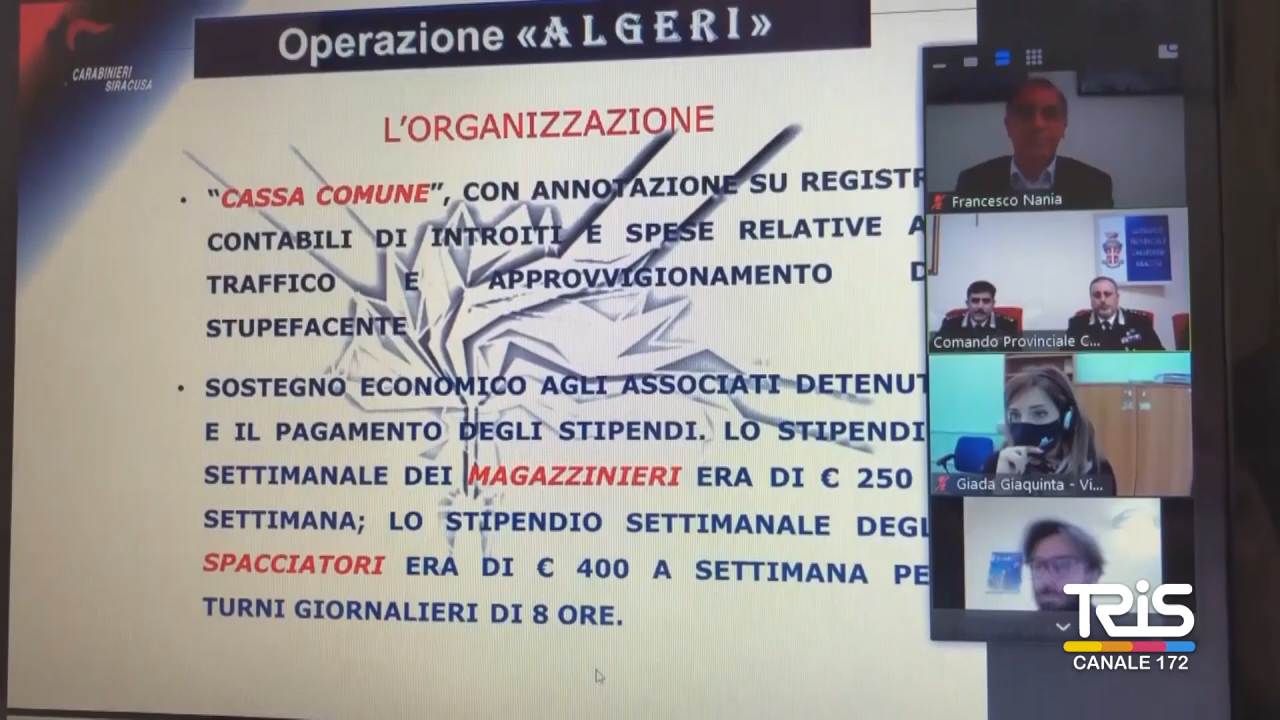 Operazione «ALGERI»
CARABINIERI
SIRACUSA
L'ORGANIZZAZIONE
• "CASSA COMUNE", CON ANNOTAZIONE SU REGISTR
CONTABILI DI INTROITI E SPESE RELATIVE A
TRAFFICO E APPROVVIGIONAMENTO D
STUPEFACENTE
• SOSTEGNO ECONOMICO AGLI ASSOCIATI DETENUT
E IL PAGAMENTO DEGLI STIPENDI. LO STIPENDI
SETTIMANALE DEI MAGAZZINIERI ERA DI € 250
SETTIMANA; LO STIPENDIO SETTIMANALE DEGL
SPACCIATORI ERA DI € 400 A SETTIMANA PE
TURNI GIORNALIERI DI 8 ORE.
Francesco Nania
Comando Provinciale C...
Giada Giaquinta - Vi...
TRIS
CANALE 172